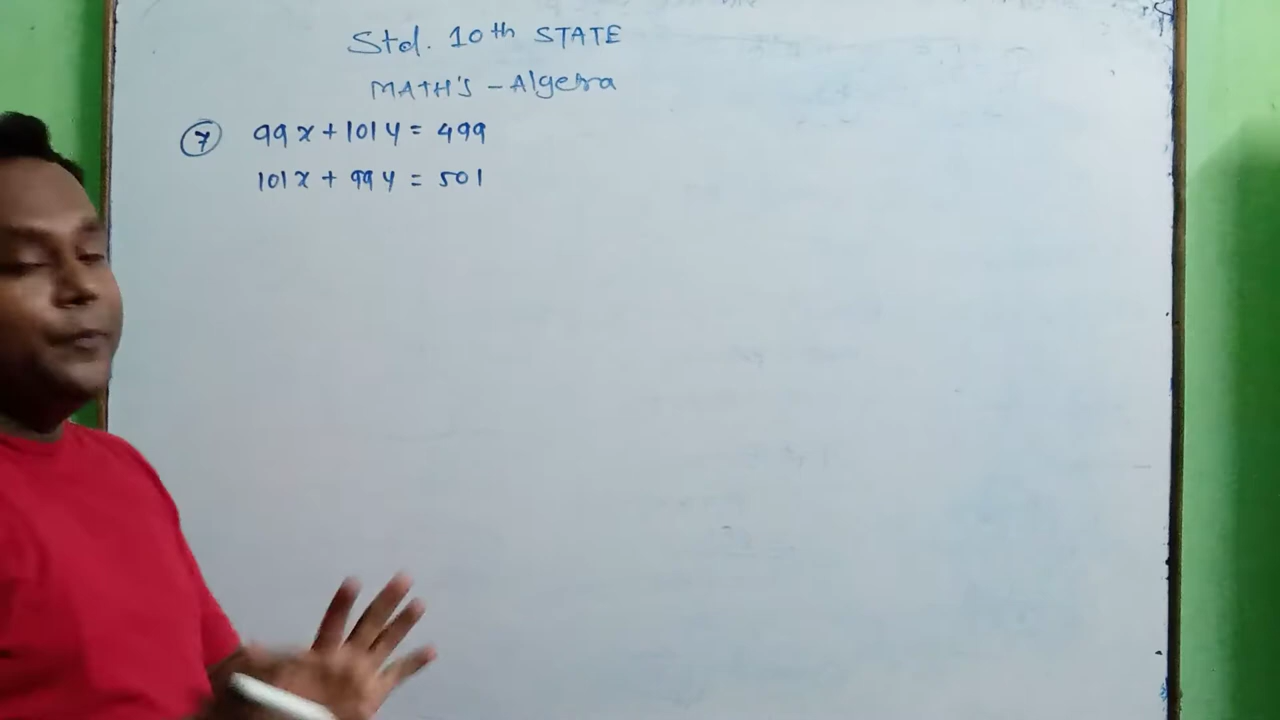 Std. 10th STATE
MATH'S - Algebra
7 99x + 101y = 499
101x + 99y = 501